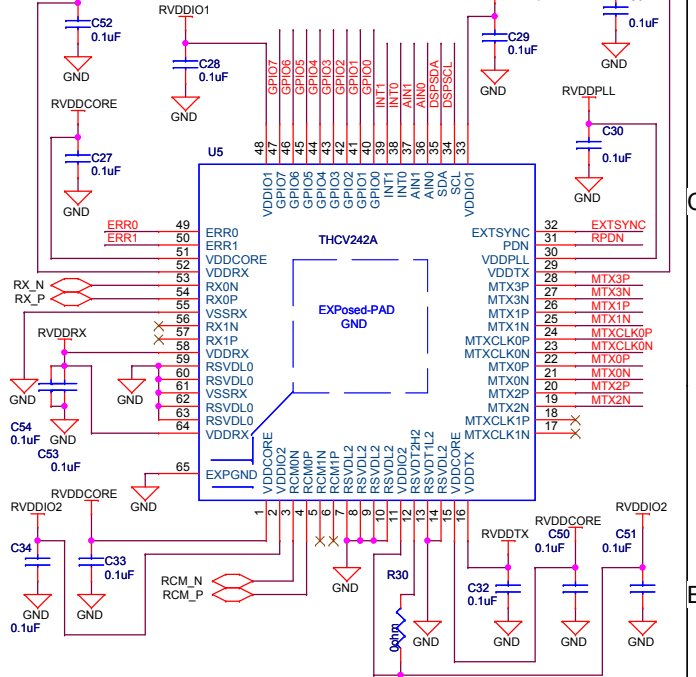 RVDDIO1
C52
0.1uF
GND
C28
0.1uF
GND
GPIO7
GPIO6
GPIO5
GPIO4
GPIO3
GPIO2
GPIO1
GPIO0
INT1
INT0
AIN1
AIN0
DSPSDA
DSPSCL
C29
0.1uF
GND
0.1uF
GND
RVDDCORE
C27
0.1uF
GND
RVDDPLL
C30
0.1uF
GND
U5
48
47
46
45
44
43
42
41
40
39
38
37
36
35
34
33
VDDIO1
GPIO7
GPIO6
GPIO5
GPIO4
GPIO3
GPIO2
GPIO1
GPIO0
INT1
INT0
AIN1
AIN0
SDA
SCL
VDDIO1
THCV242A
EXPosed-PAD
GND
ERR0 49 ERR0
ERR1 50 ERR1
51 VDDCORE
52 VDDRX
RX_N 53 RX0N
RX_P 54 RX0P
55 VSSRX
56 RX1N
57 RX1P
58 VDDRX
59 RSVDL0
60 RSVDL0
61 VSSRX
62 RSVDL0
63 RSVDL0
64 VDDRX
65 EXPGND
RVDDRX
GND
GND
C54
0.1uF
C53
0.1uF
GND
GND
EXTSYNC 32 EXTSYNC
PDN 31 RPDN
VDDPLL 30
VDDTX 29
MTX3P 28 MTX3P
MTX3N 27 MTX3N
MTX1P 26 MTX1P
MTX1N 25 MTX1N
MTXCLK0P 24 MTXCLK0P
MTXCLK0N 23 MTXCLK0N
MTX0P 22 MTX0P
MTX0N 21 MTX0N
MTX2P 20 MTX2P
MTX2N 19 MTX2N
MTXCLK1P 18
MTXCLK1N 17
VDDCORE
VDDIO2
RCM0N
RCM0P
RCM1N
RCM1P
RSVDL2
RSVDL2
RSVDL2
RSVDL2
VDDIO2
RSVDT2H2
RSVDT1L2
RSVDL2
VDDCORE
VDDTX
1
2
3
4
5
6
7
8
9
10
11
12
13
14
15
16
RVDDIO2
C34
GND
0.1uF
RVDDCORE
C33
0.1uF
GND
RCM_N
RCM_P
GND
R30
0ohm
GND
RVDDTX
C32
0.1uF
GND
RVDDCORE
C50
0.1uF
GND
RVDDIO2
C51
0.1uF
GND